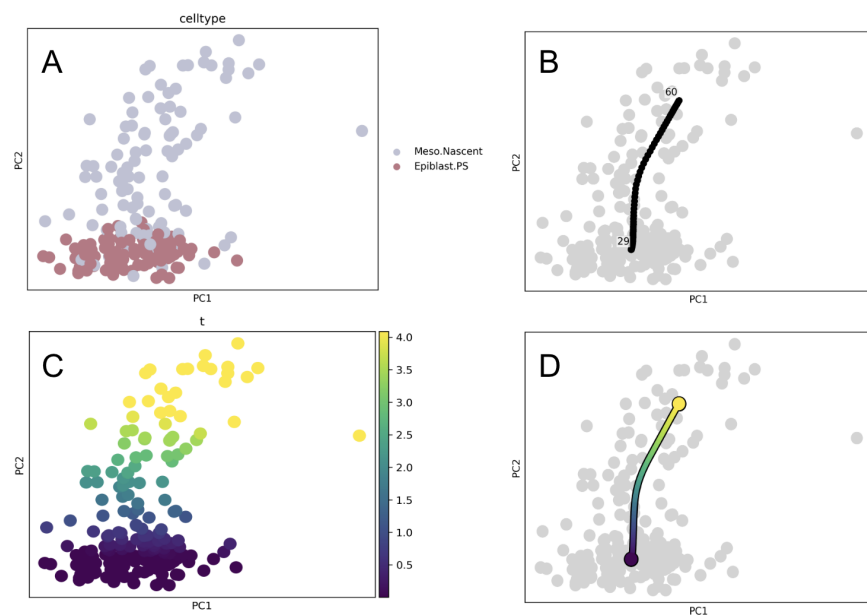 celltype
A
PC2
PC1
Meso.Nascent
Epiblast.PS
B
60
29
PC2
PC1
t
C
PC2
PC1
4.0
3.5
3.0
2.5
2.0
1.5
1.0
0.5
D
PC2
PC1